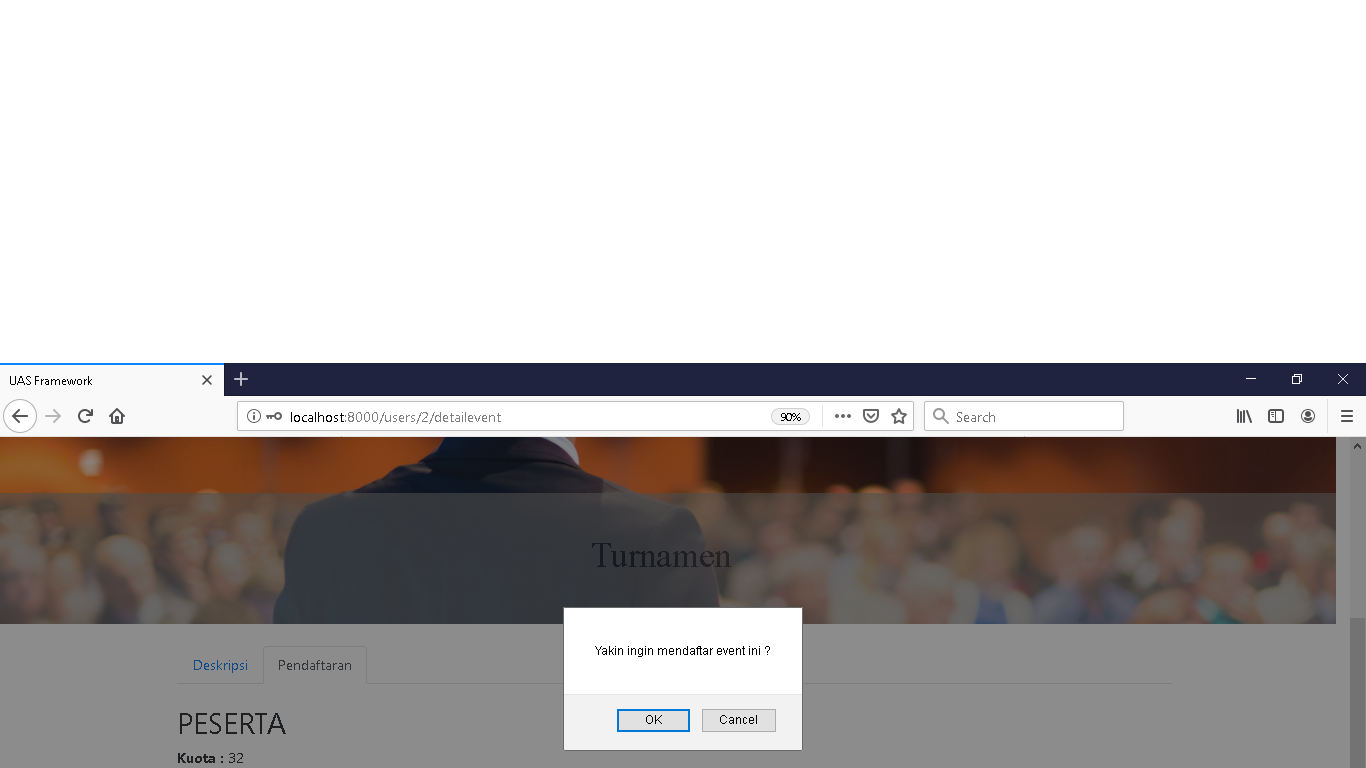 UAS Framework
localhost:8000/users/2/detailevent
90%
Search
Turnamen
Yakin ingin mendaftar event ini ?
OK Cancel
Deskripsi Pendaftaran
PESERTA
Kuota : 32